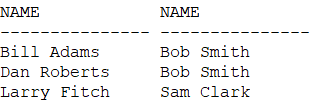 NAME            NAME
--------------- ---------------
Bill Adams      Bob Smith
Dan Roberts     Bob Smith
Larry Fitch     Sam Clark